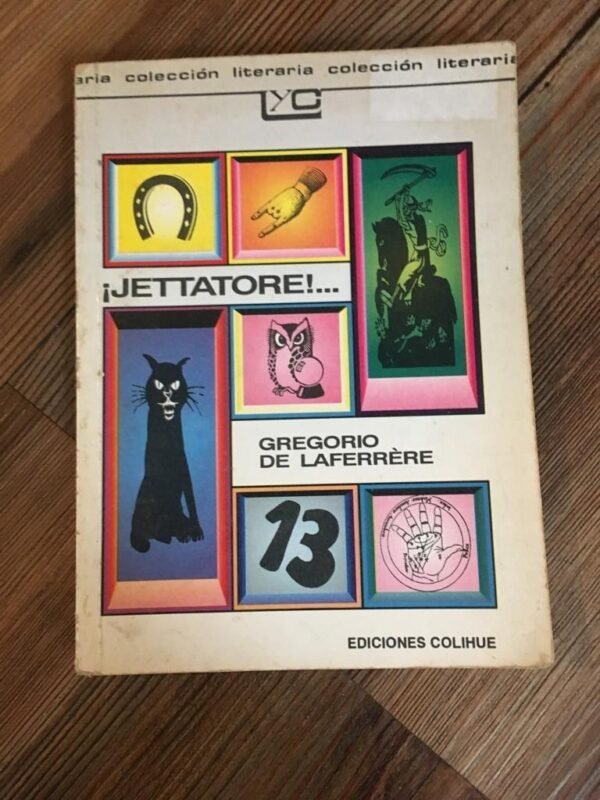 aria colección literaria colección literaria
LyC
¡JETTATORE!...
GREGORIO
DE LAFERRÈRE
13
EDICIONES COLIHUE